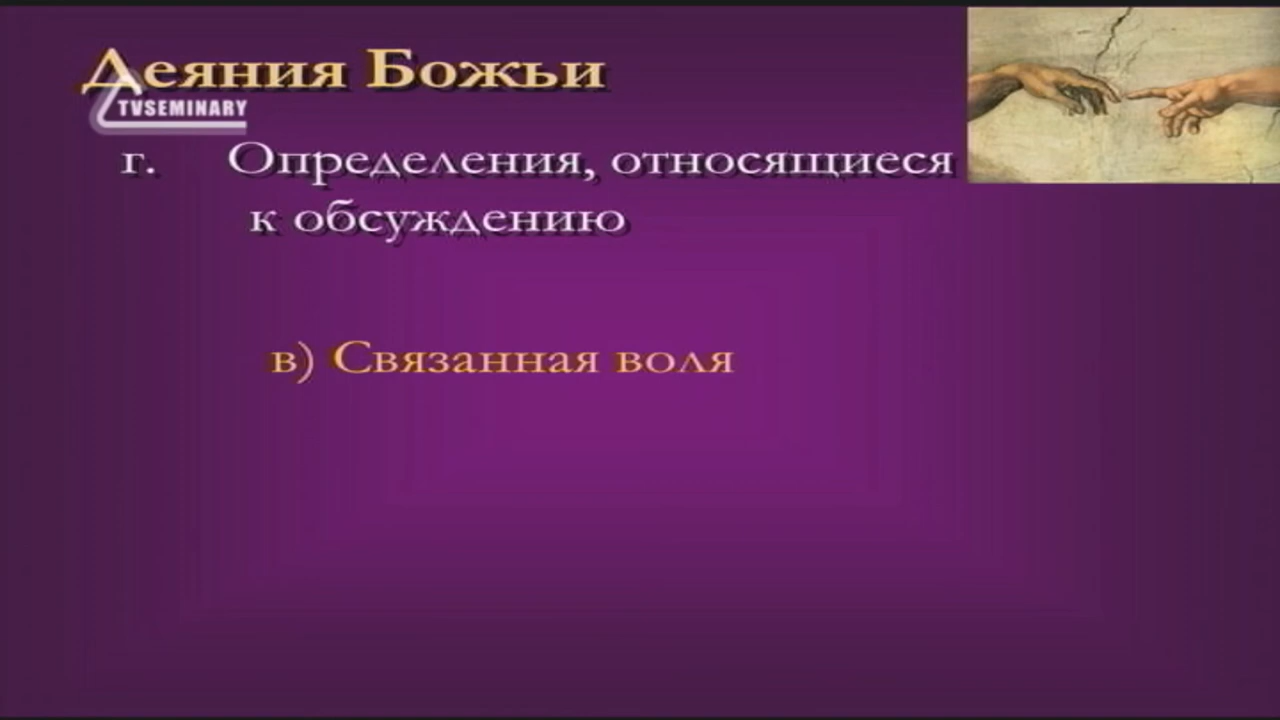 Деяния Божьи
TVSEMINARY
г. Определения, относящиеся
к обсуждению
в) Связанная воля